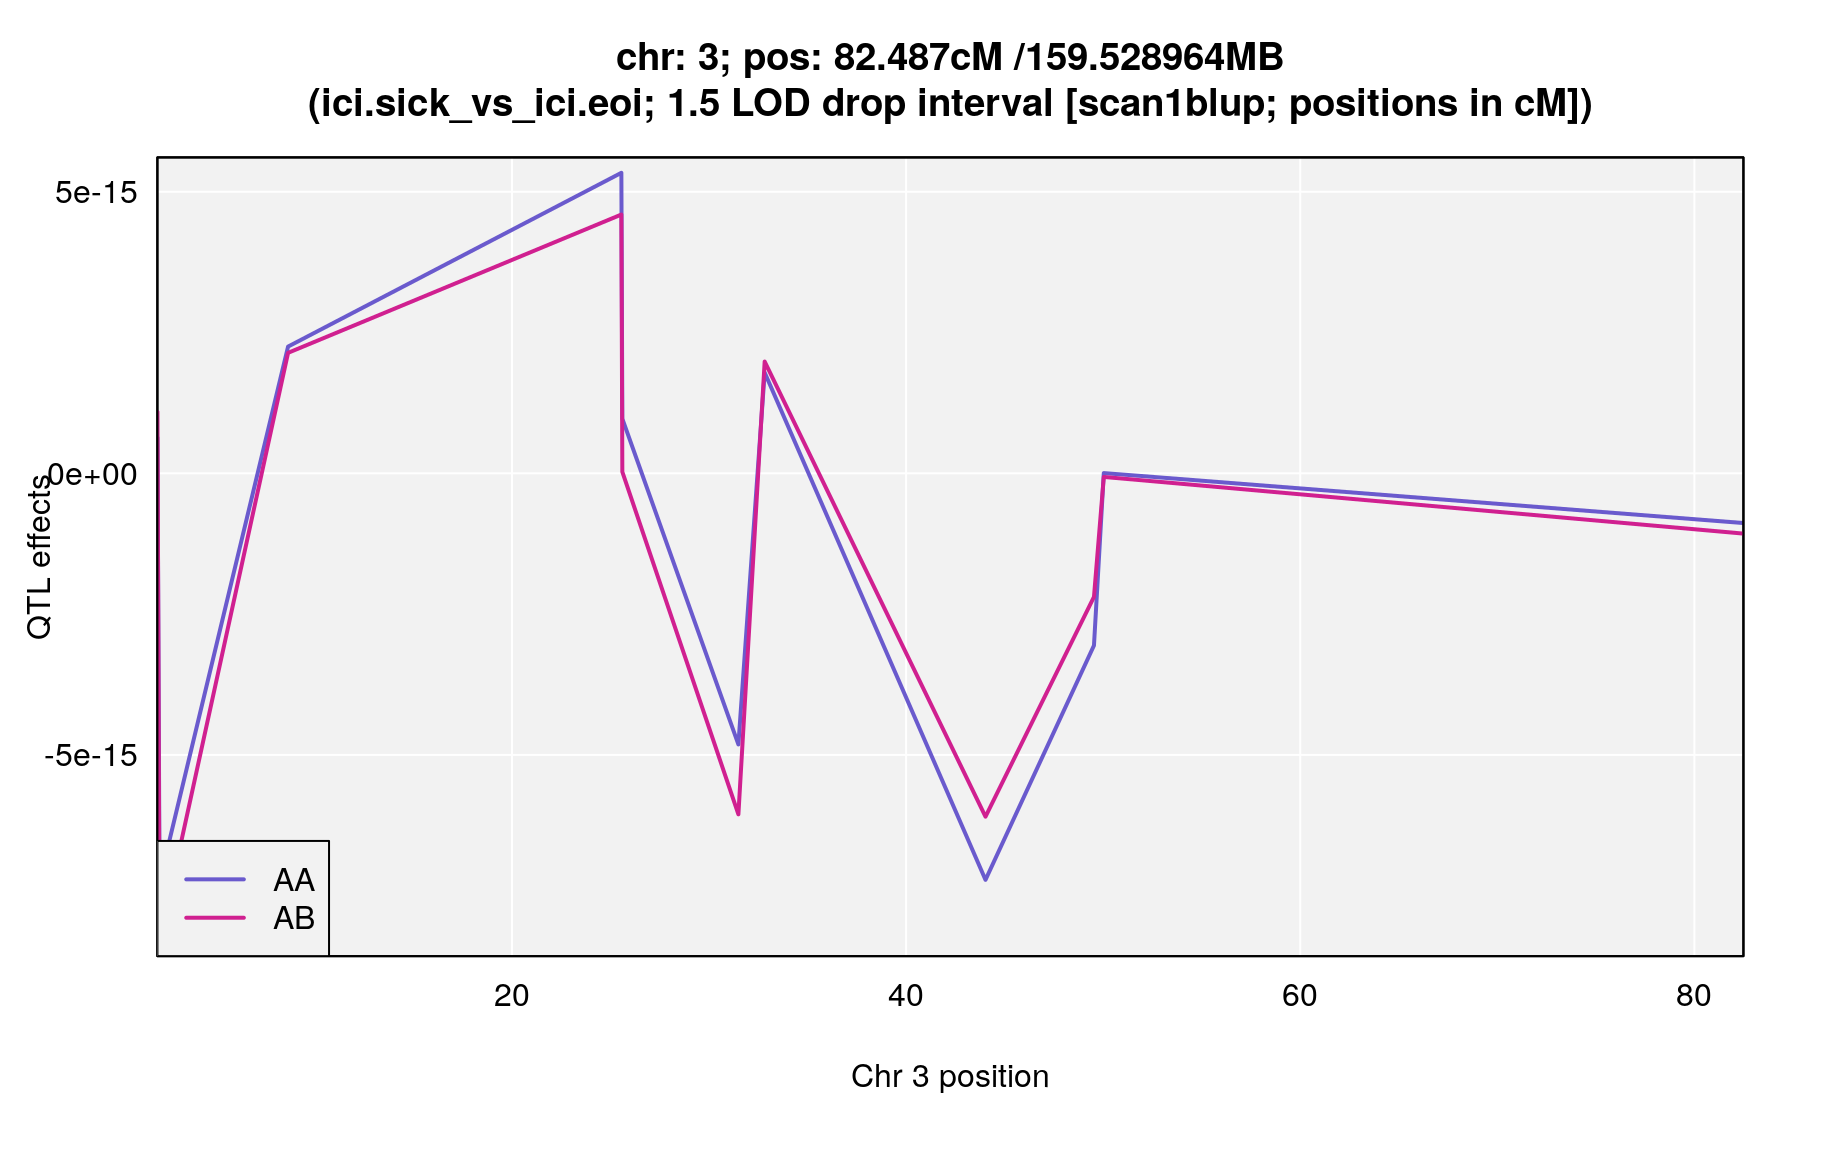 chr: 3; pos: 82.487cM /159.528964MB
(ici.sick_vs_ici.eoi; 1.5 LOD drop interval [scan1blup; positions in cM])
5e-15
0e+00
-5e-15
QTL effects
AA
AB
20 40 60 80
Chr 3 position